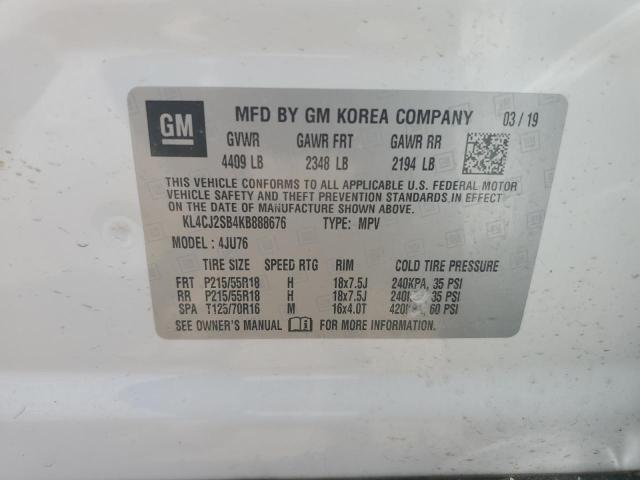 GM MFD BY GM KOREA COMPANY 03/19
GVWR GAWR FRT GAWR RR
4409 LB 2348 LB 2194 LB
THIS VEHICLE CONFORMS TO ALL APPLICABLE U.S. FEDERAL MOTOR
VEHICLE SAFETY AND THEFT PREVENTION STANDARDS IN EFFECT
ON THE DATE OF MANUFACTURE SHOWN ABOVE.
KL4CJ2SB4KB888676 TYPE: MPV
MODEL : 4JU76
TIRE SIZE SPEED RTG RIM COLD TIRE PRESSURE
FRT P215/55R18 H 18x7.5J 240KPA, 35 PSI
RR P215/55R18 H 18x7.5J 35 PSI
SPA T125/70R16 M 16x4.0T 60 PSI
SEE OWNER'S MANUAL FOR MORE INFORMATION.